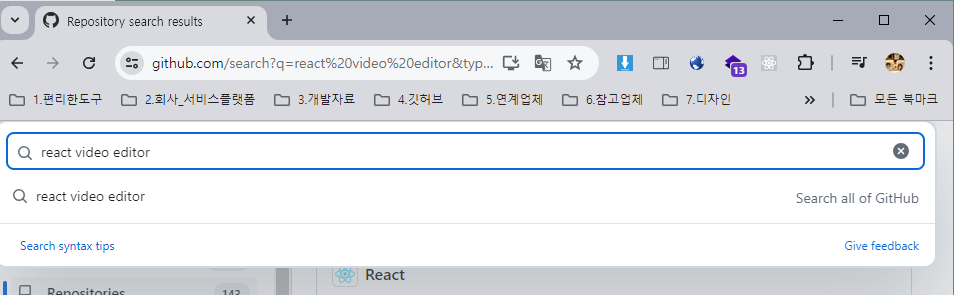 Repository search results
github.com/search?q=react%20video%20editor&typ...
13
1.편리한도구 2.회사_서비스플랫폼 3.개발자료 4.깃허브 5.연계업체 6.참고업체 7.디자인 » 모든 북마크
react video editor
react video editor Search all of GitHub
Search syntax tips Give feedback
React
Repositories 143